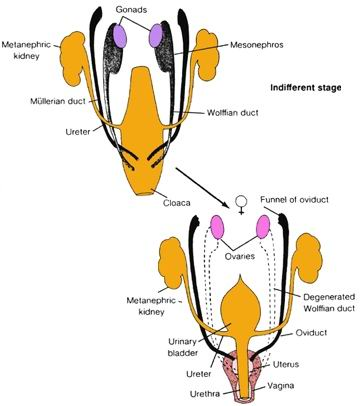 Gonads
Metanephric
kidney
Mesonephros
Indifferent stage
Müllerian duct
Wolffian duct
Ureter
Cloaca
Funnel of oviduct
♀
Ovaries
Metanephric
kidney
Degenerated
Wolffian duct
Urinary
bladder
Oviduct
Uterus
Ureter
Urethra
Vagina